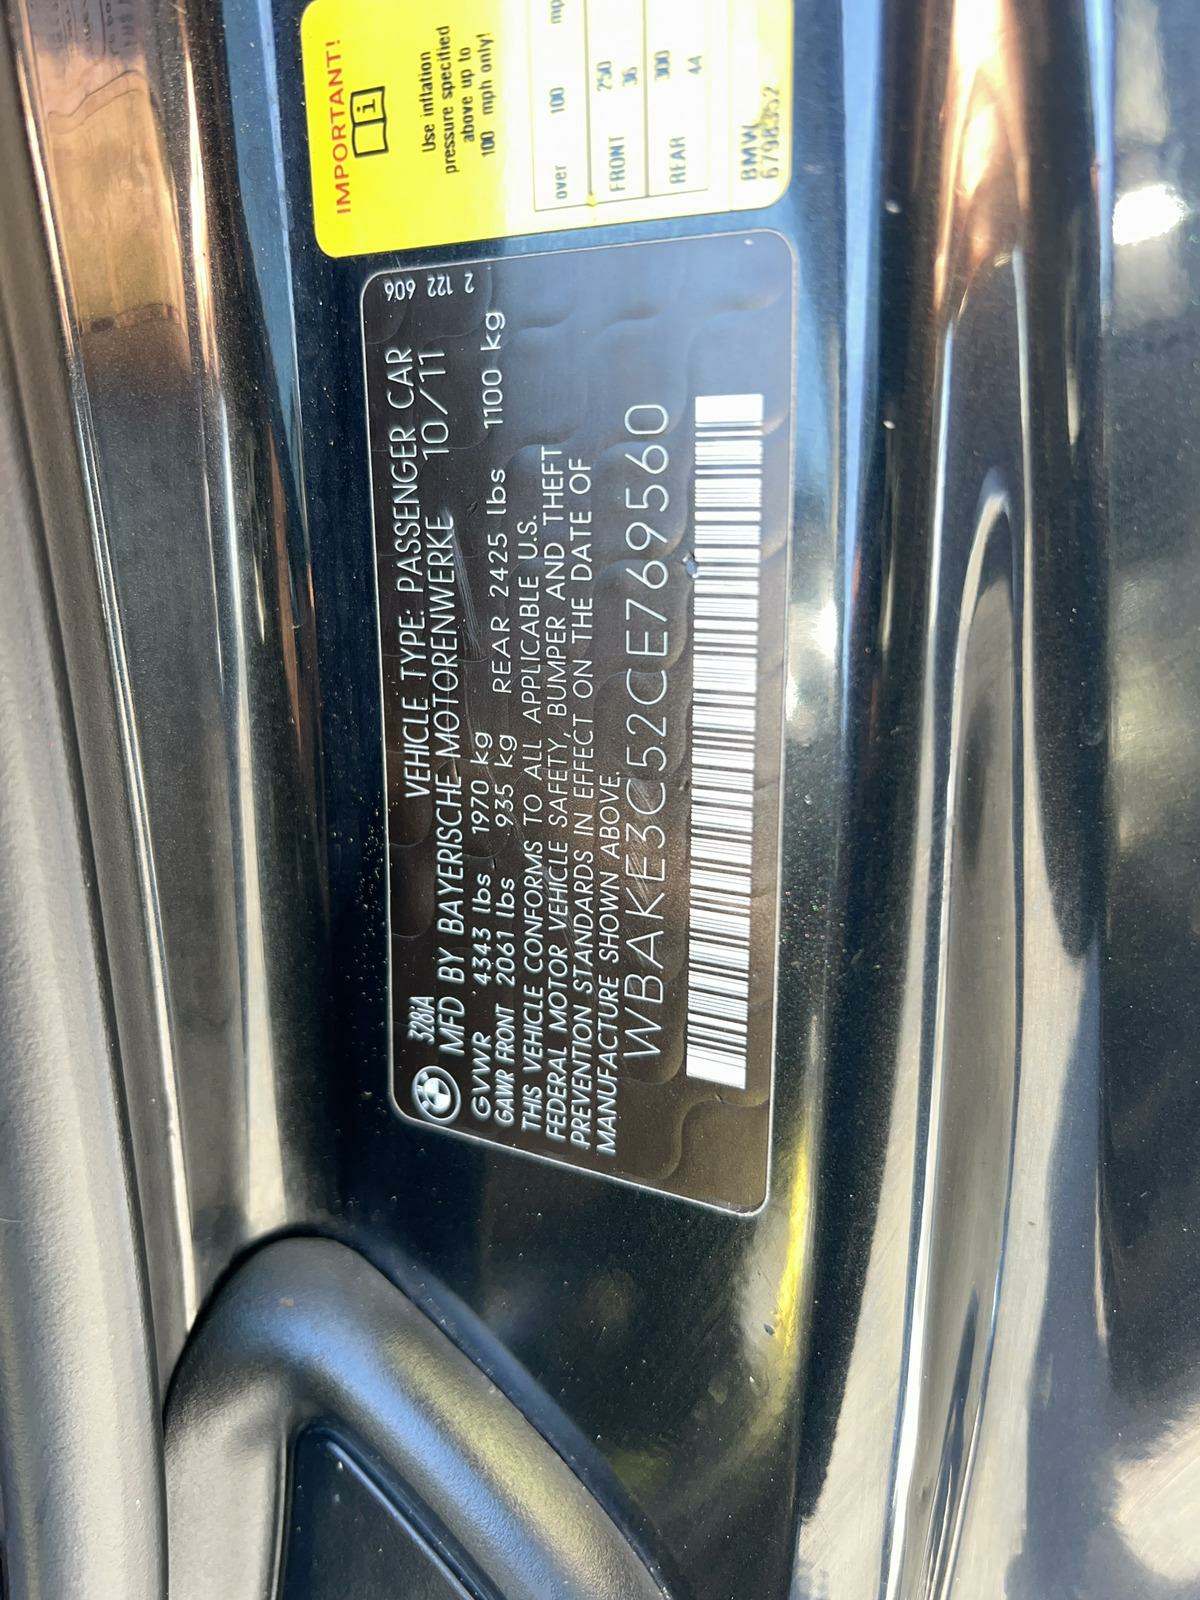 IMPORTANT!
i
Use inflation
pressure specified
above up to
100 mph only!
over 100
FRONT 250
36
REAR 300
44
BMW
6798352
2 122 606
328iA VEHICLE TYPE: PASSENGER CAR
MFD BY BAYERISCHE MOTORENWERKE 10/11
GVWR 4343 lbs 1970 kg
GAWR FRONT 2061 lbs 935 kg REAR 2425 lbs 1100 kg
THIS VEHICLE CONFORMS TO ALL APPLICABLE U.S.
FEDERAL MOTOR VEHICLE SAFETY, BUMPER AND THEFT
PREVENTION STANDARDS IN EFFECT ON THE DATE OF
MANUFACTURE SHOWN ABOVE.
WBAKE3C52CE769560